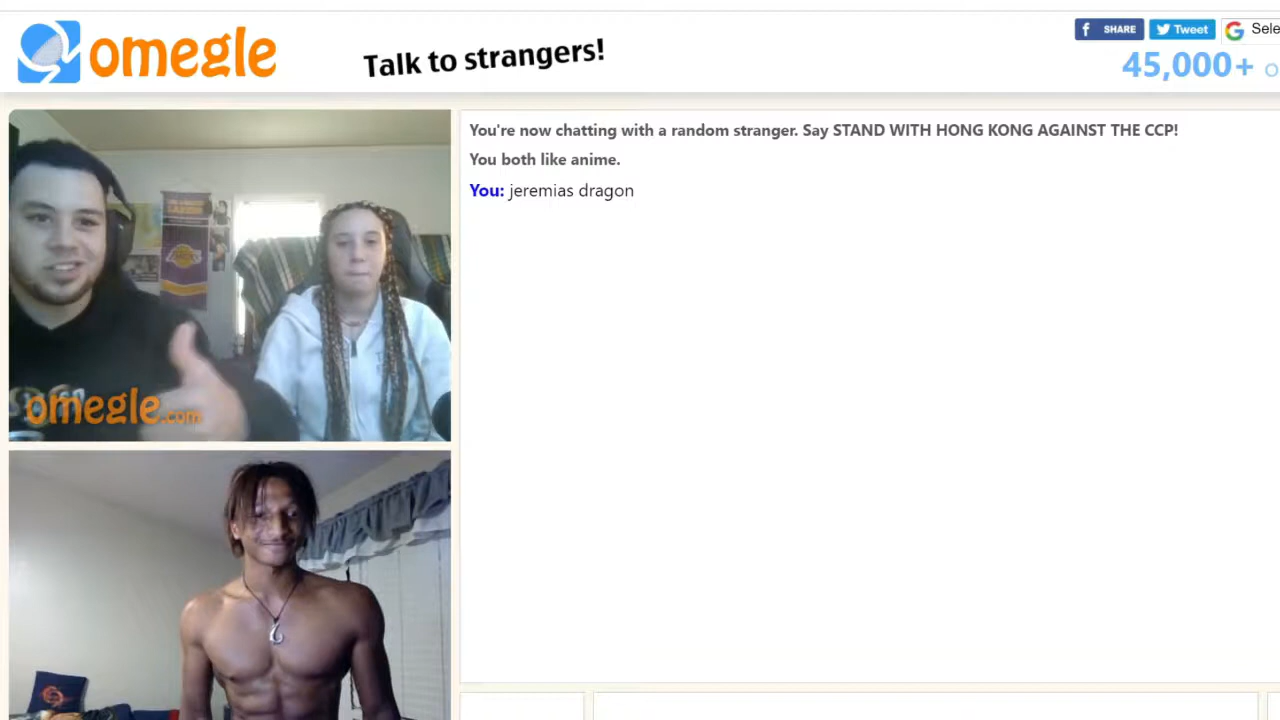 omegle
Talk to strangers!
f SHARE
Tweet
G Sele
45,000+ o
You're now chatting with a random stranger. Say STAND WITH HONG KONG AGAINST THE CCP!
You both like anime.
You: jeremias dragon
omegle.com